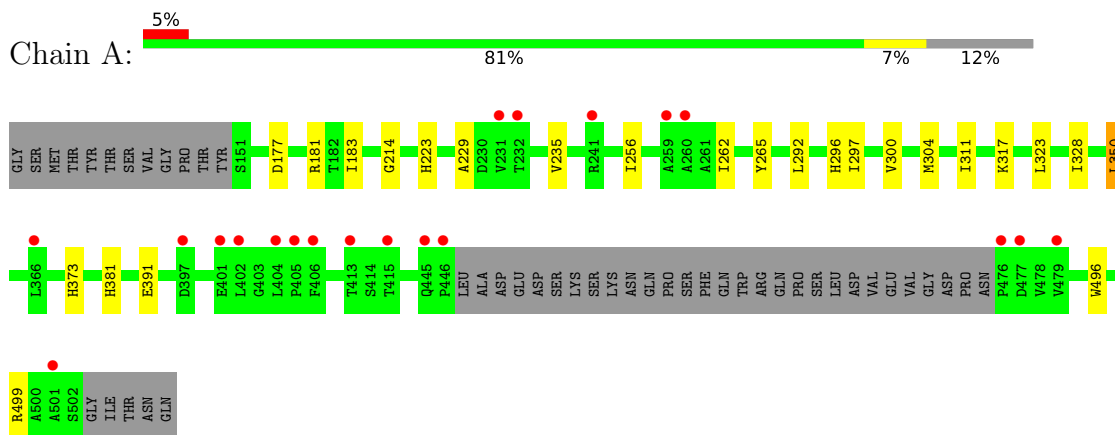 5%
Chain A:
81% 7% 12%
GLY SER MET THR TYR THR SER VAL GLY PRO THR TYR S151 D177 R181 T182 I183 G214 H223 A229 D230 V231 T232 V235 R241 I256 A259 A260 A261 I262 Y265 L292 H296 I297 V300 M304 I311 K317 L323 I328 L350
L366 H373 H381 E391 D397 E401 L402 G403 L404 P405 F406 T413 S414 T415 Q445 P446 LEU ALA ASP GLU ASP SER LYS SER LYS ASN GLN PRO SER PHE GLN TRP ARG GLN PRO SER LEU ASP VAL GLU VAL GLY ASP PRO ASN P476 D477 V478 V479 W496
R499 A500 A501 S502 GLY ILE THR ASN GLN